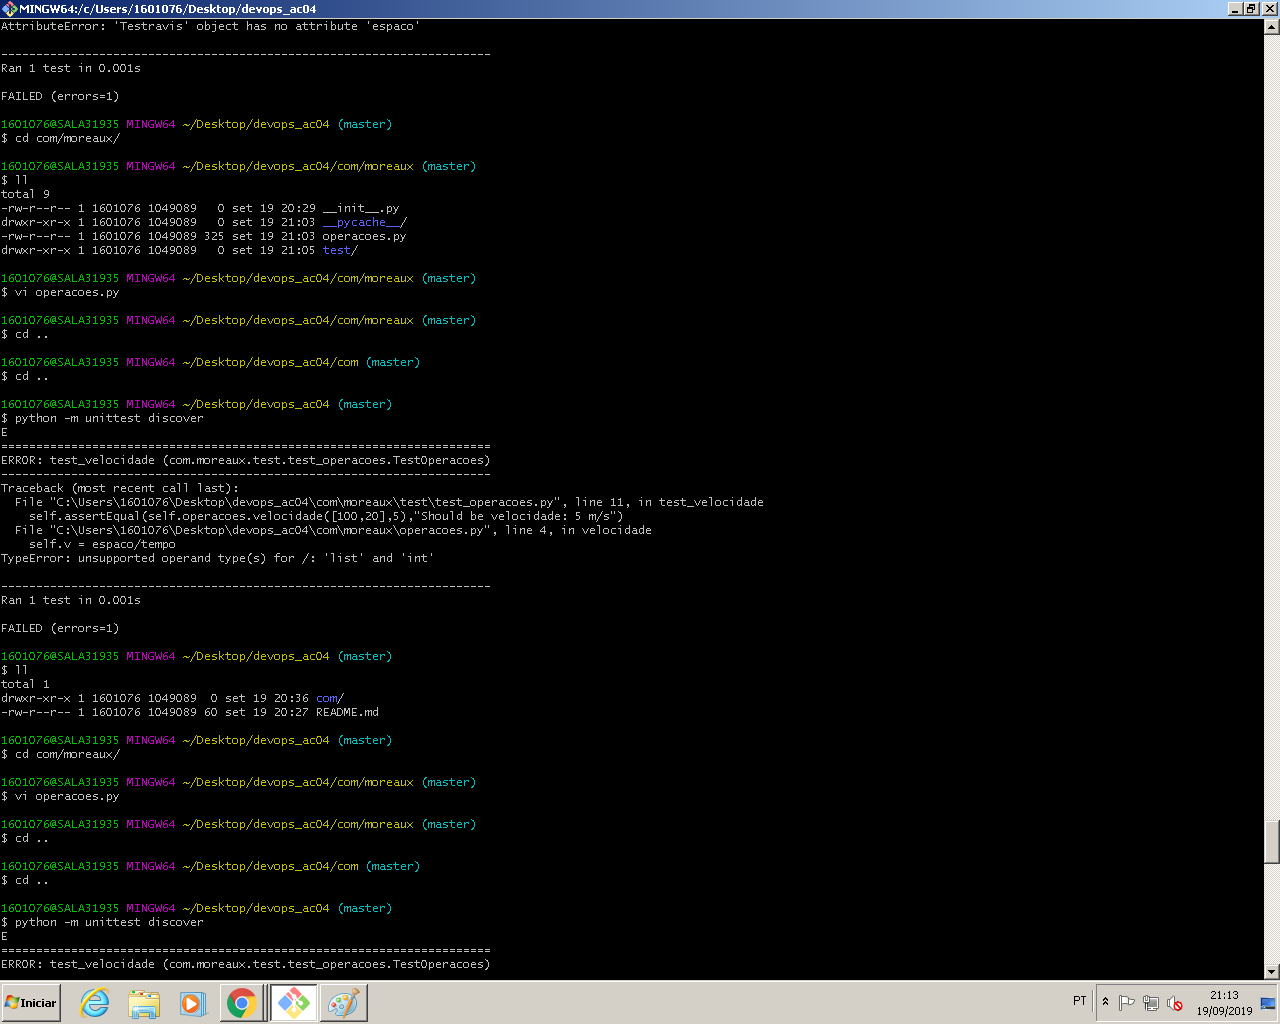 MINGW64:/c/Users/1601076/Desktop/devops_ac04
AttributeError: 'Testravis' object has no attribute 'espaco'
----------------------------------------------------------------------
Ran 1 test in 0.001s
FAILED (errors=1)
1601076@SALA31935 MINGW64 ~/Desktop/devops_ac04 (master)
$ cd com/moreaux/
1601076@SALA31935 MINGW64 ~/Desktop/devops_ac04/com/moreaux (master)
$ ll
total 9
-rw-r--r-- 1 1601076 1049089   0 set 19 20:29 __init__.py
drwxr-xr-x 1 1601076 1049089   0 set 19 21:03 __pycache__/
-rw-r--r-- 1 1601076 1049089 325 set 19 21:03 operacoes.py
drwxr-xr-x 1 1601076 1049089   0 set 19 21:05 test/
1601076@SALA31935 MINGW64 ~/Desktop/devops_ac04/com/moreaux (master)
$ vi operacoes.py
1601076@SALA31935 MINGW64 ~/Desktop/devops_ac04/com/moreaux (master)
$ cd ..
1601076@SALA31935 MINGW64 ~/Desktop/devops_ac04/com (master)
$ cd ..
1601076@SALA31935 MINGW64 ~/Desktop/devops_ac04 (master)
$ python -m unittest discover
E
======================================================================
ERROR: test_velocidade (com.moreaux.test.test_operacoes.TestOperacoes)
----------------------------------------------------------------------
Traceback (most recent call last):
  File "C:\Users\1601076\Desktop\devops_ac04\com\moreaux\test\test_operacoes.py", line 11, in test_velocidade
    self.assertEqual(self.operacoes.velocidade([100,20],5),"Should be velocidade: 5 m/s")
  File "C:\Users\1601076\Desktop\devops_ac04\com\moreaux\operacoes.py", line 4, in velocidade
    self.v = espaco/tempo
TypeError: unsupported operand type(s) for /: 'list' and 'int'
----------------------------------------------------------------------
Ran 1 test in 0.001s
FAILED (errors=1)
1601076@SALA31935 MINGW64 ~/Desktop/devops_ac04 (master)
$ ll
total 1
drwxr-xr-x 1 1601076 1049089  0 set 19 20:36 com/
-rw-r--r-- 1 1601076 1049089 60 set 19 20:27 README.md
1601076@SALA31935 MINGW64 ~/Desktop/devops_ac04 (master)
$ cd com/moreaux/
1601076@SALA31935 MINGW64 ~/Desktop/devops_ac04/com/moreaux (master)
$ vi operacoes.py
1601076@SALA31935 MINGW64 ~/Desktop/devops_ac04/com/moreaux (master)
$ cd ..
1601076@SALA31935 MINGW64 ~/Desktop/devops_ac04/com (master)
$ cd ..
1601076@SALA31935 MINGW64 ~/Desktop/devops_ac04 (master)
$ python -m unittest discover
E
======================================================================
ERROR: test_velocidade (com.moreaux.test.test_operacoes.TestOperacoes)
Iniciar
PT
21:13
19/09/2019